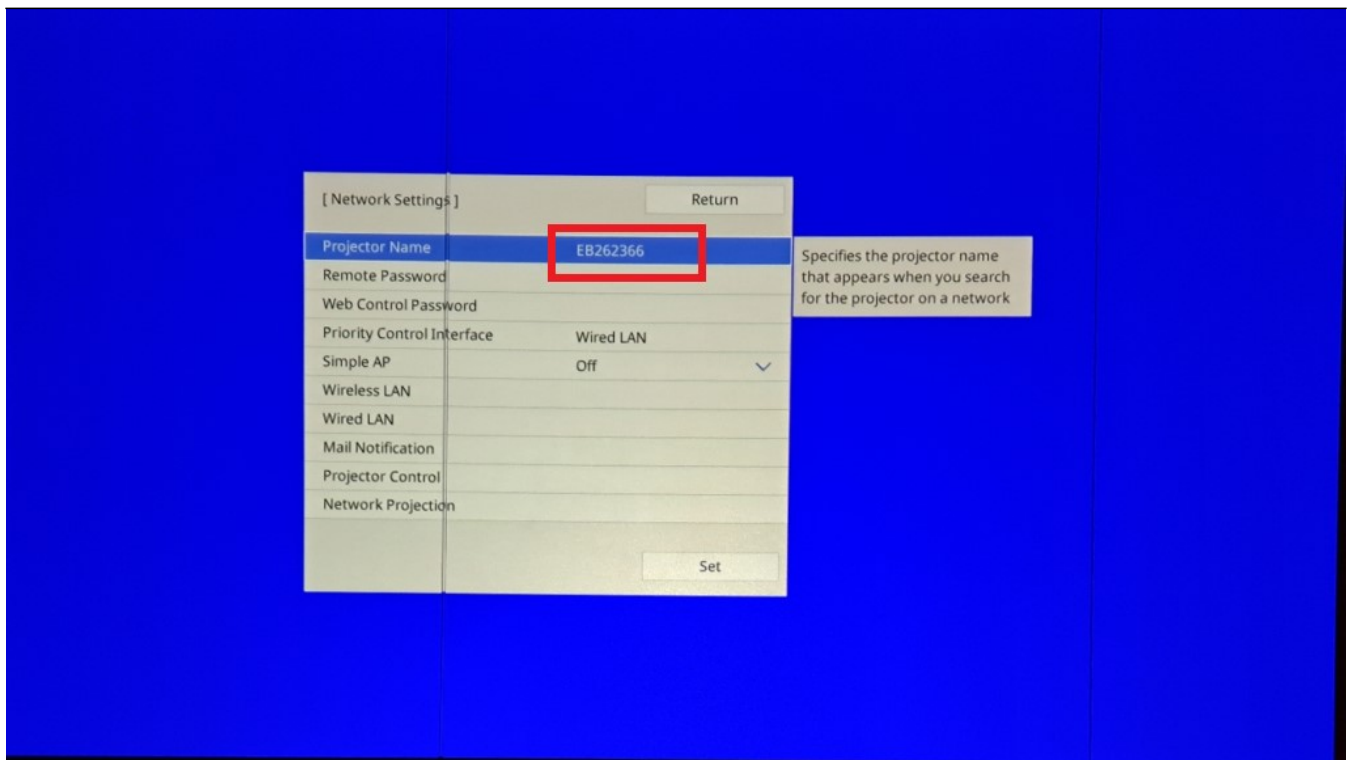 [ Network Settings ]
Return
Projector Name EB262366
Remote Password
Web Control Password
Priority Control Interface Wired LAN
Simple AP Off
Wireless LAN
Wired LAN
Mail Notification
Projector Control
Network Projection
Set
Specifies the projector name
that appears when you search
for the projector on a network